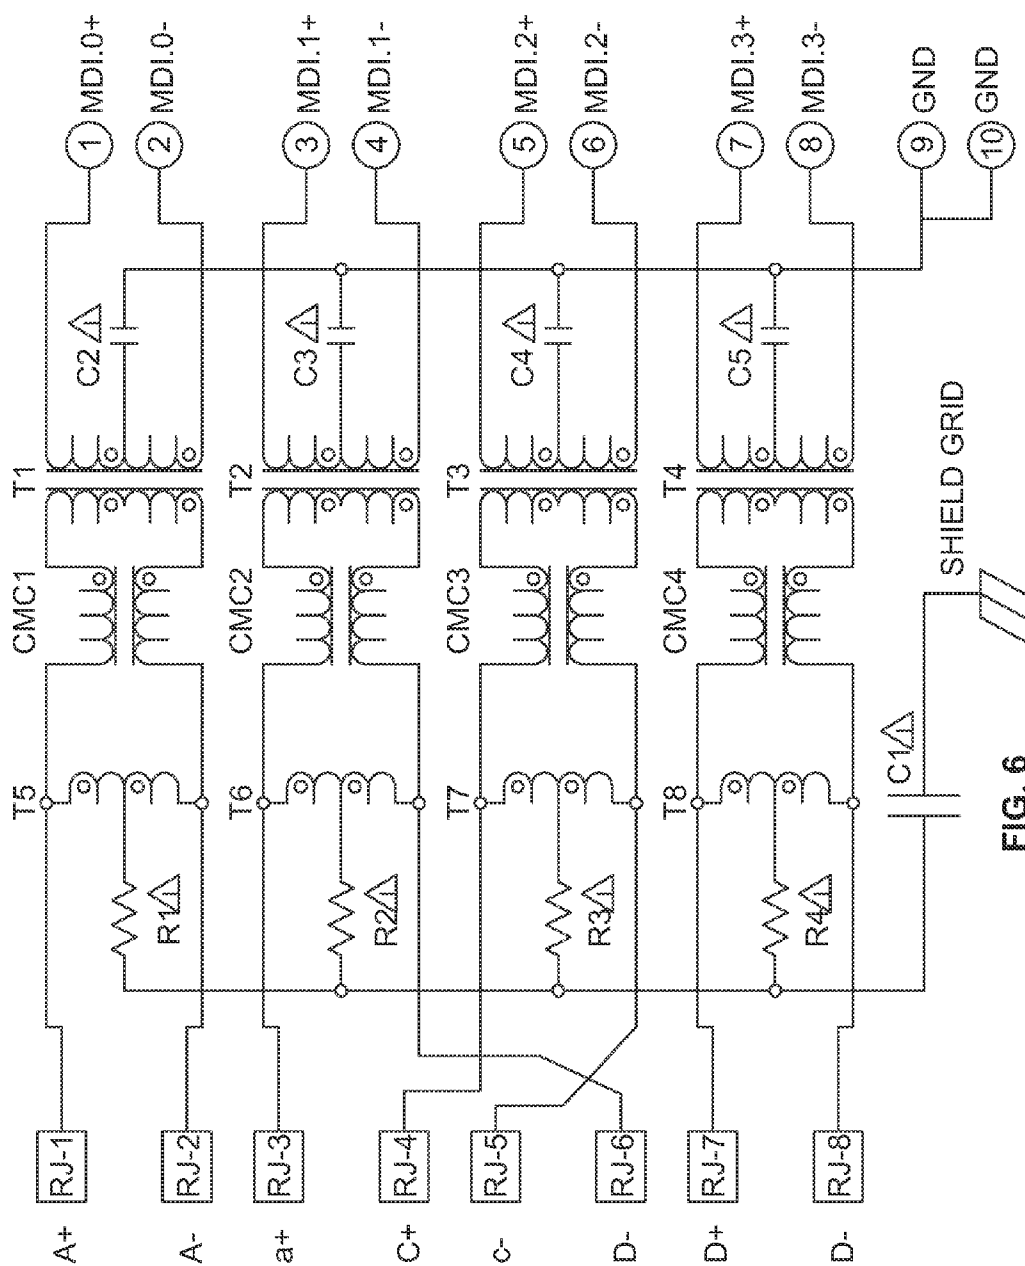 A+
RJ-1
A-
RJ-2
a+
RJ-3
C+
RJ-4
c-
RJ-5
D-
RJ-6
D+
RJ-7
D-
RJ-8
T5
R1
T6
R2
T7
R3
T8
R4
C1
CMC1
CMC2
CMC3
CMC4
T1
T2
T3
T4
C2
C3
C4
C5
SHIELD GRID
1 MDI.0+
2 MDI.0-
3 MDI.1+
4 MDI.1-
5 MDI.2+
6 MDI.2-
7 MDI.3+
8 MDI.3-
9 GND
10 GND
FIG. 6